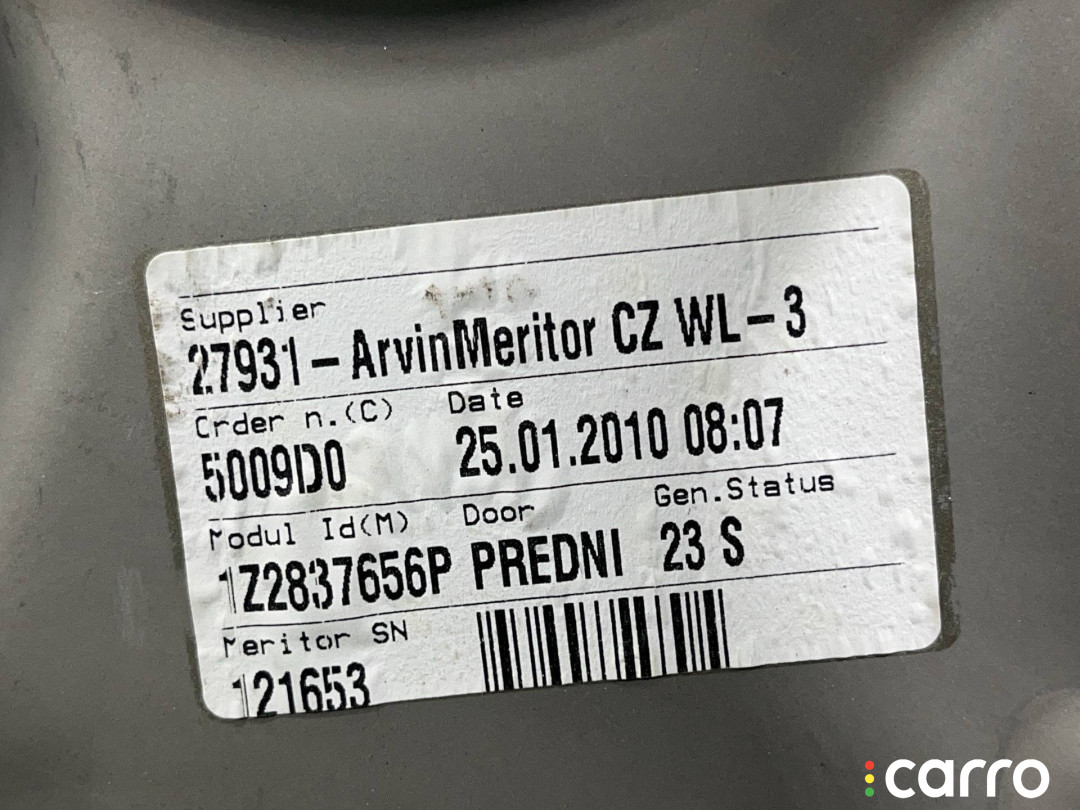 Supplier
27931-ArvinMeritor CZ WL-3
Order n.(C) Date
5009D0 25.01.2010 08:07
Modul Id(M) Door Gen.Status
1Z2837656P PREDNI 23 S
Meritor SN
121653
carro